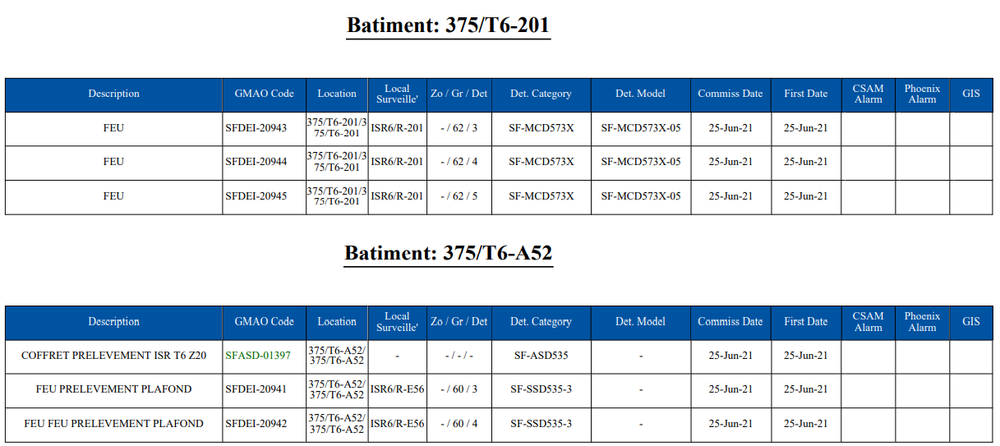 Batiment: 375/T6-201
Description GMAO Code Location Local Surveille' Zo / Gr / Det Det. Category Det. Model Commiss Date First Date CSAM Alarm Phoenix Alarm GIS
FEU SFDEI-20943 375/T6-201/375/T6-201 ISR6/R-201 - / 62 / 3 SF-MCD573X SF-MCD573X-05 25-Jun-21 25-Jun-21
FEU SFDEI-20944 375/T6-201/375/T6-201 ISR6/R-201 - / 62 / 4 SF-MCD573X SF-MCD573X-05 25-Jun-21 25-Jun-21
FEU SFDEI-20945 375/T6-201/375/T6-201 ISR6/R-201 - / 62 / 5 SF-MCD573X SF-MCD573X-05 25-Jun-21 25-Jun-21
Batiment: 375/T6-A52
Description GMAO Code Location Local Surveille' Zo / Gr / Det Det. Category Det. Model Commiss Date First Date CSAM Alarm Phoenix Alarm GIS
COFFRET PRELEVEMENT ISR T6 Z20 SFASD-01397 375/T6-A52/375/T6-A52 - - / - / - SF-ASD535 - 25-Jun-21 25-Jun-21
FEU PRELEVEMENT PLAFOND SFDEI-20941 375/T6-A52/375/T6-A52 ISR6/R-E56 - / 60 / 3 SF-SSD535-3 - 25-Jun-21 25-Jun-21
FEU FEU PRELEVEMENT PLAFOND SFDEI-20942 375/T6-A52/375/T6-A52 ISR6/R-E56 - / 60 / 4 SF-SSD535-3 - 25-Jun-21 25-Jun-21